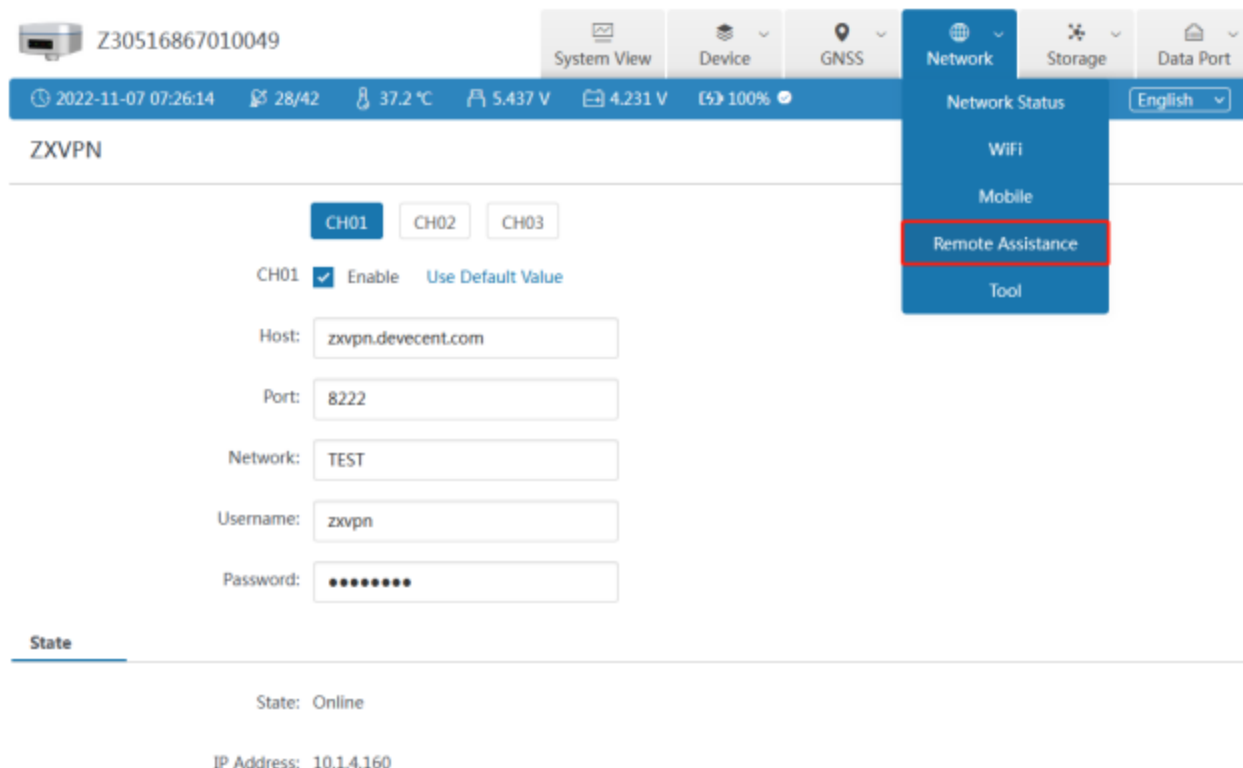 Z30516867010049
System View
Device
GNSS
Network
Storage
Data Port
2022-11-07 07:26:14 28/42 37.2 ℃ 5.437 V 4.231 V 100%
English
Network Status
WiFi
Mobile
Remote Assistance
Tool
ZXVPN
CH01 CH02 CH03
CH01 Enable Use Default Value
Host: zxvpn.devecent.com
Port: 8222
Network: TEST
Username: zxvpn
Password: ●●●●●●●●
State
State: Online
IP Address: 10.1.4.160